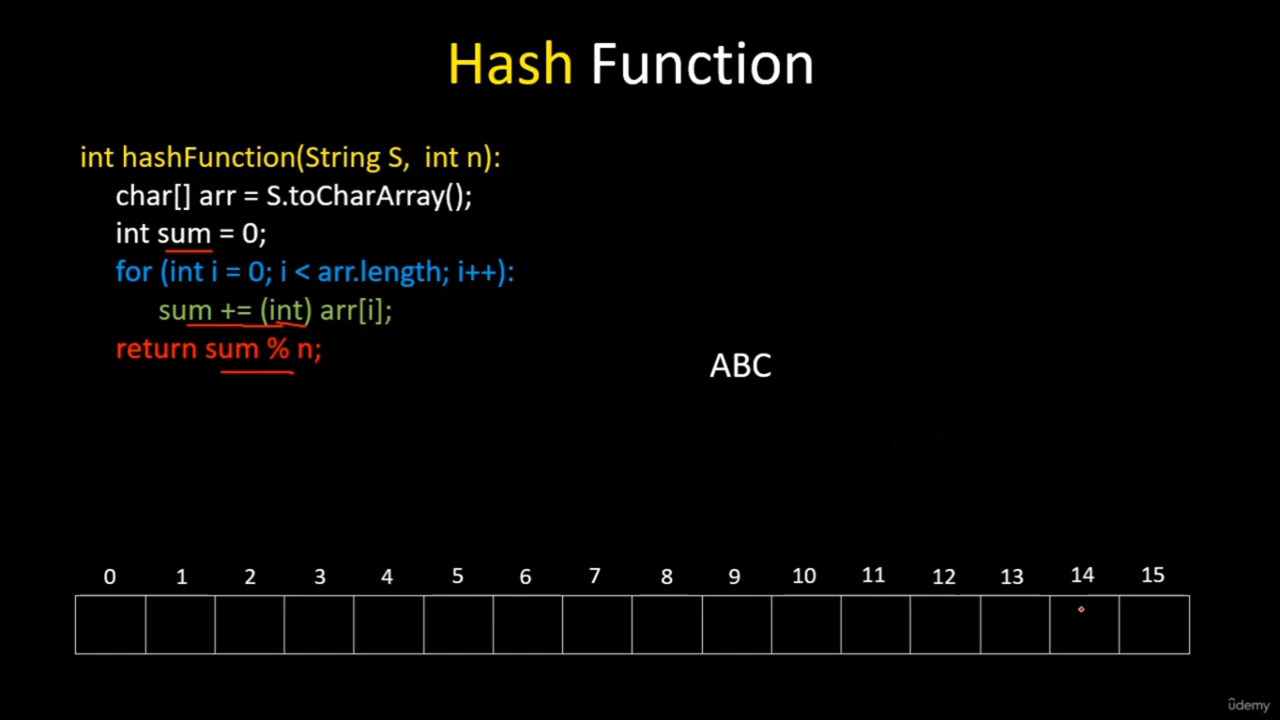 Hash Function
int hashFunction(String S, int n):
char[] arr = S.toCharArray();
int sum = 0;
for (int i = 0; i < arr.length; i++):
sum += (int) arr[i];
return sum % n;
ABC
0 1 2 3 4 5 6 7 8 9 10 11 12 13 14 15
ûdemy